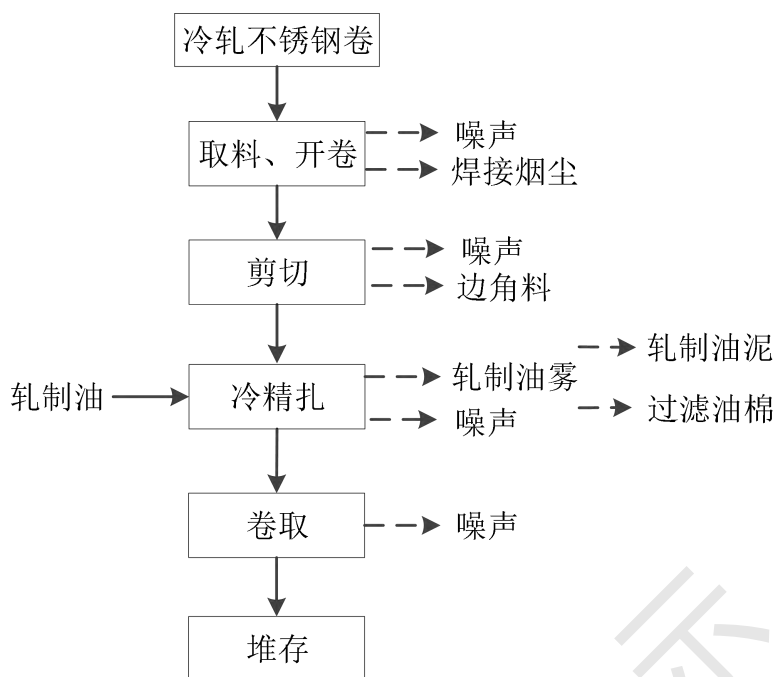 冷轧不锈钢卷
取料、开卷
噪声
焊接烟尘
剪切
噪声
边角料
轧制油
冷精扎
轧制油雾
噪声
轧制油泥
过滤油棉
卷取
噪声
堆存